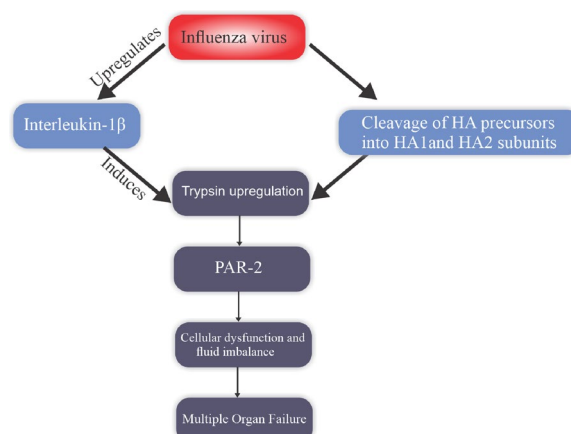 Influenza virus
Upregulates
Interleukin-1β
Cleavage of HA precursors
into HA1and HA2 subunits
Induces
Trypsin upregulation
PAR-2
Cellular dysfunction and
fluid imbalance
Multiple Organ Failure